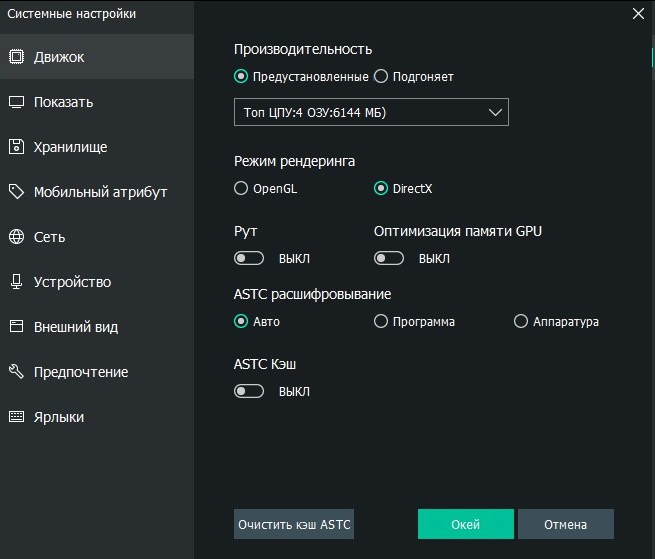 Системные настройки
Движок
Показать
Хранилище
Мобильный атрибут
Сеть
Устройство
Внешний вид
Предпочтение
Ярлыки
Производительность
Предустановленные Подгоняет
Топ ЦПУ:4 ОЗУ:6144 МБ)
Режим рендеринга
OpenGL DirectX
Рут Оптимизация памяти GPU
ВЫКЛ ВЫКЛ
ASTC расшифровывание
Авто Программа Аппаратура
ASTC Кэш
ВЫКЛ
Очистить кэш ASTC Окей Отмена